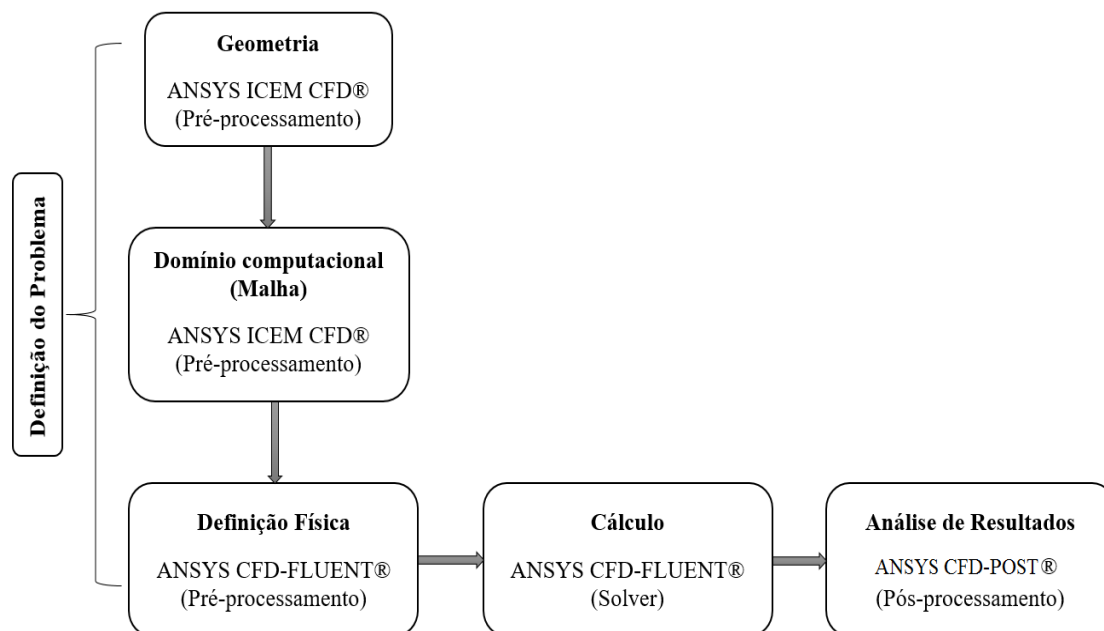 Geometria
ANSYS ICEM CFD®
(Pré-processamento)
Definição do Problema
Domínio computacional
(Malha)
ANSYS ICEM CFD®
(Pré-processamento)
Definição Física
ANSYS CFD-FLUENT®
(Pré-processamento)
Cálculo
ANSYS CFD-FLUENT®
(Solver)
Análise de Resultados
ANSYS CFD-POST®
(Pós-processamento)